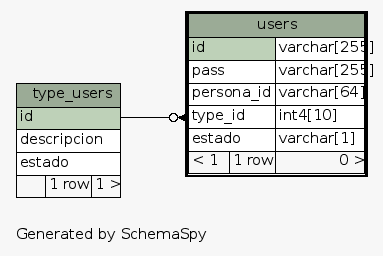 users
id varchar[255]
pass varchar[255]
persona_id varchar[64]
type_id int4[10]
estado varchar[1]
< 1 1 row 0 >
type_users
id
descripcion
estado
1 row 1 >
Generated by SchemaSpy